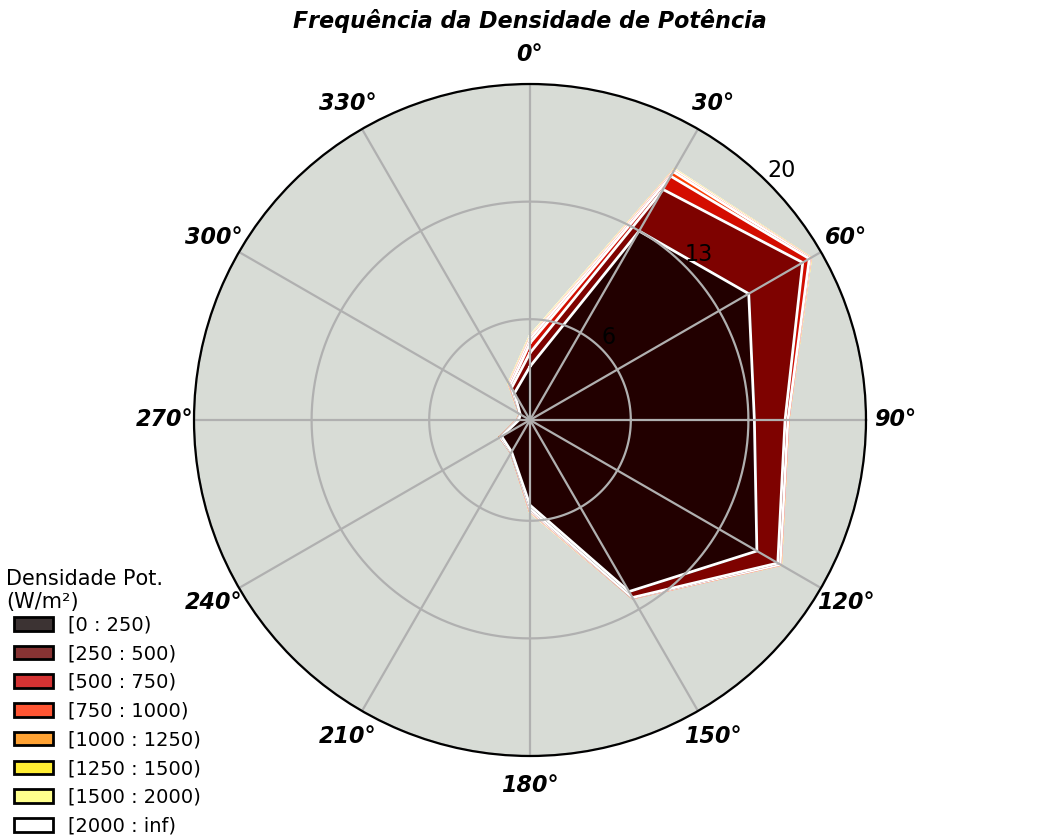 Frequência da Densidade de Potência
0°
330°
30°
20
300°
60°
13
6
270°
90°
240°
120°
210°
150°
180°
Densidade Pot.
(W/m²)
[0 : 250)
[250 : 500)
[500 : 750)
[750 : 1000)
[1000 : 1250)
[1250 : 1500)
[1500 : 2000)
[2000 : inf)